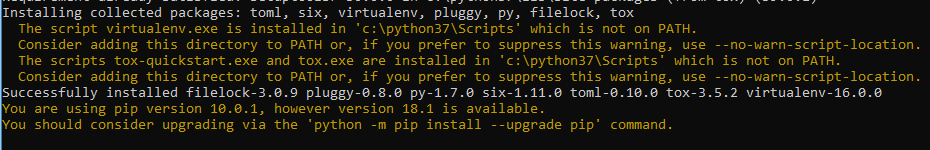 Installing collected packages: toml, six, virtualenv, pluggy, py, filelock, tox
The script virtualenv.exe is installed in 'c:\python37\Scripts' which is not on PATH.
Consider adding this directory to PATH or, if you prefer to suppress this warning, use --no-warn-script-location.
The scripts tox-quickstart.exe and tox.exe are installed in 'c:\python37\Scripts' which is not on PATH.
Consider adding this directory to PATH or, if you prefer to suppress this warning, use --no-warn-script-location.
Successfully installed filelock-3.0.9 pluggy-0.8.0 py-1.7.0 six-1.11.0 toml-0.10.0 tox-3.5.2 virtualenv-16.0.0
You are using pip version 10.0.1, however version 18.1 is available.
You should consider upgrading via the 'python -m pip install --upgrade pip' command.